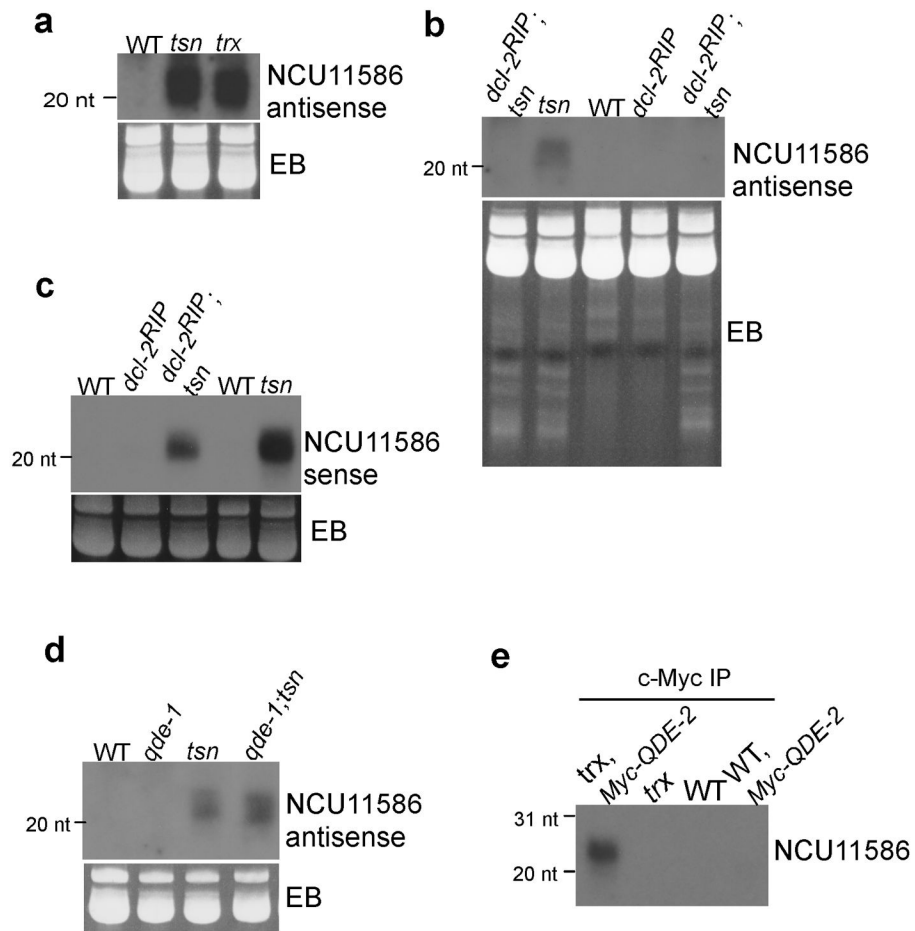 a
WT tsn trx
20 nt
NCU11586
antisense
EB
b
dcl-2RIP;
tsn
tsn
WT
dcl-2RIP
dcl-2RIP;
tsn
20 nt
NCU11586
antisense
EB
c
WT
dcl-2RIP
dcl-2RIP;
tsn
WT
tsn
20 nt
NCU11586
sense
EB
d
WT
qde-1
tsn
qde-1;tsn
20 nt
NCU11586
antisense
EB
e
c-Myc IP
trx,
Myc-QDE-2
trx
WT
WT,
Myc-QDE-2
31 nt
20 nt
NCU11586